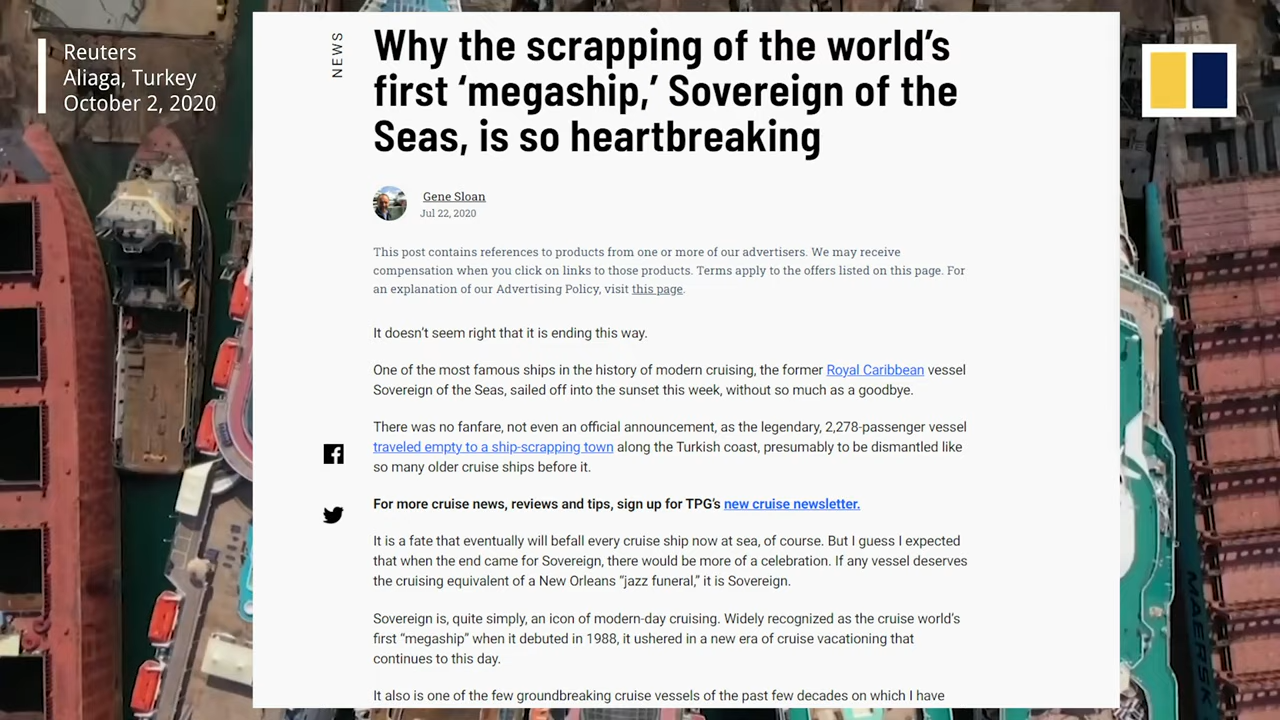 Reuters
Aliaga, Turkey
October 2, 2020
NEWS
Why the scrapping of the world’s
first ‘megaship,’ Sovereign of the
Seas, is so heartbreaking
Gene Sloan
Jul 22, 2020
This post contains references to products from one or more of our advertisers. We may receive
compensation when you click on links to those products. Terms apply to the offers listed on this page. For
an explanation of our Advertising Policy, visit this page.
It doesn’t seem right that it is ending this way.
One of the most famous ships in the history of modern cruising, the former Royal Caribbean vessel
Sovereign of the Seas, sailed off into the sunset this week, without so much as a goodbye.
There was no fanfare, not even an official announcement, as the legendary, 2,278-passenger vessel
traveled empty to a ship-scrapping town along the Turkish coast, presumably to be dismantled like
so many older cruise ships before it.
For more cruise news, reviews and tips, sign up for TPG’s new cruise newsletter.
It is a fate that eventually will befall every cruise ship now at sea, of course. But I guess I expected
that when the end came for Sovereign, there would be more of a celebration. If any vessel deserves
the cruising equivalent of a New Orleans “jazz funeral,” it is Sovereign.
Sovereign is, quite simply, an icon of modern-day cruising. Widely recognized as the cruise world’s
first “megaship” when it debuted in 1988, it ushered in a new era of cruise vacationing that
continues to this day.
It also is one of the few groundbreaking cruise vessels of the past few decades on which I have
MAERSK